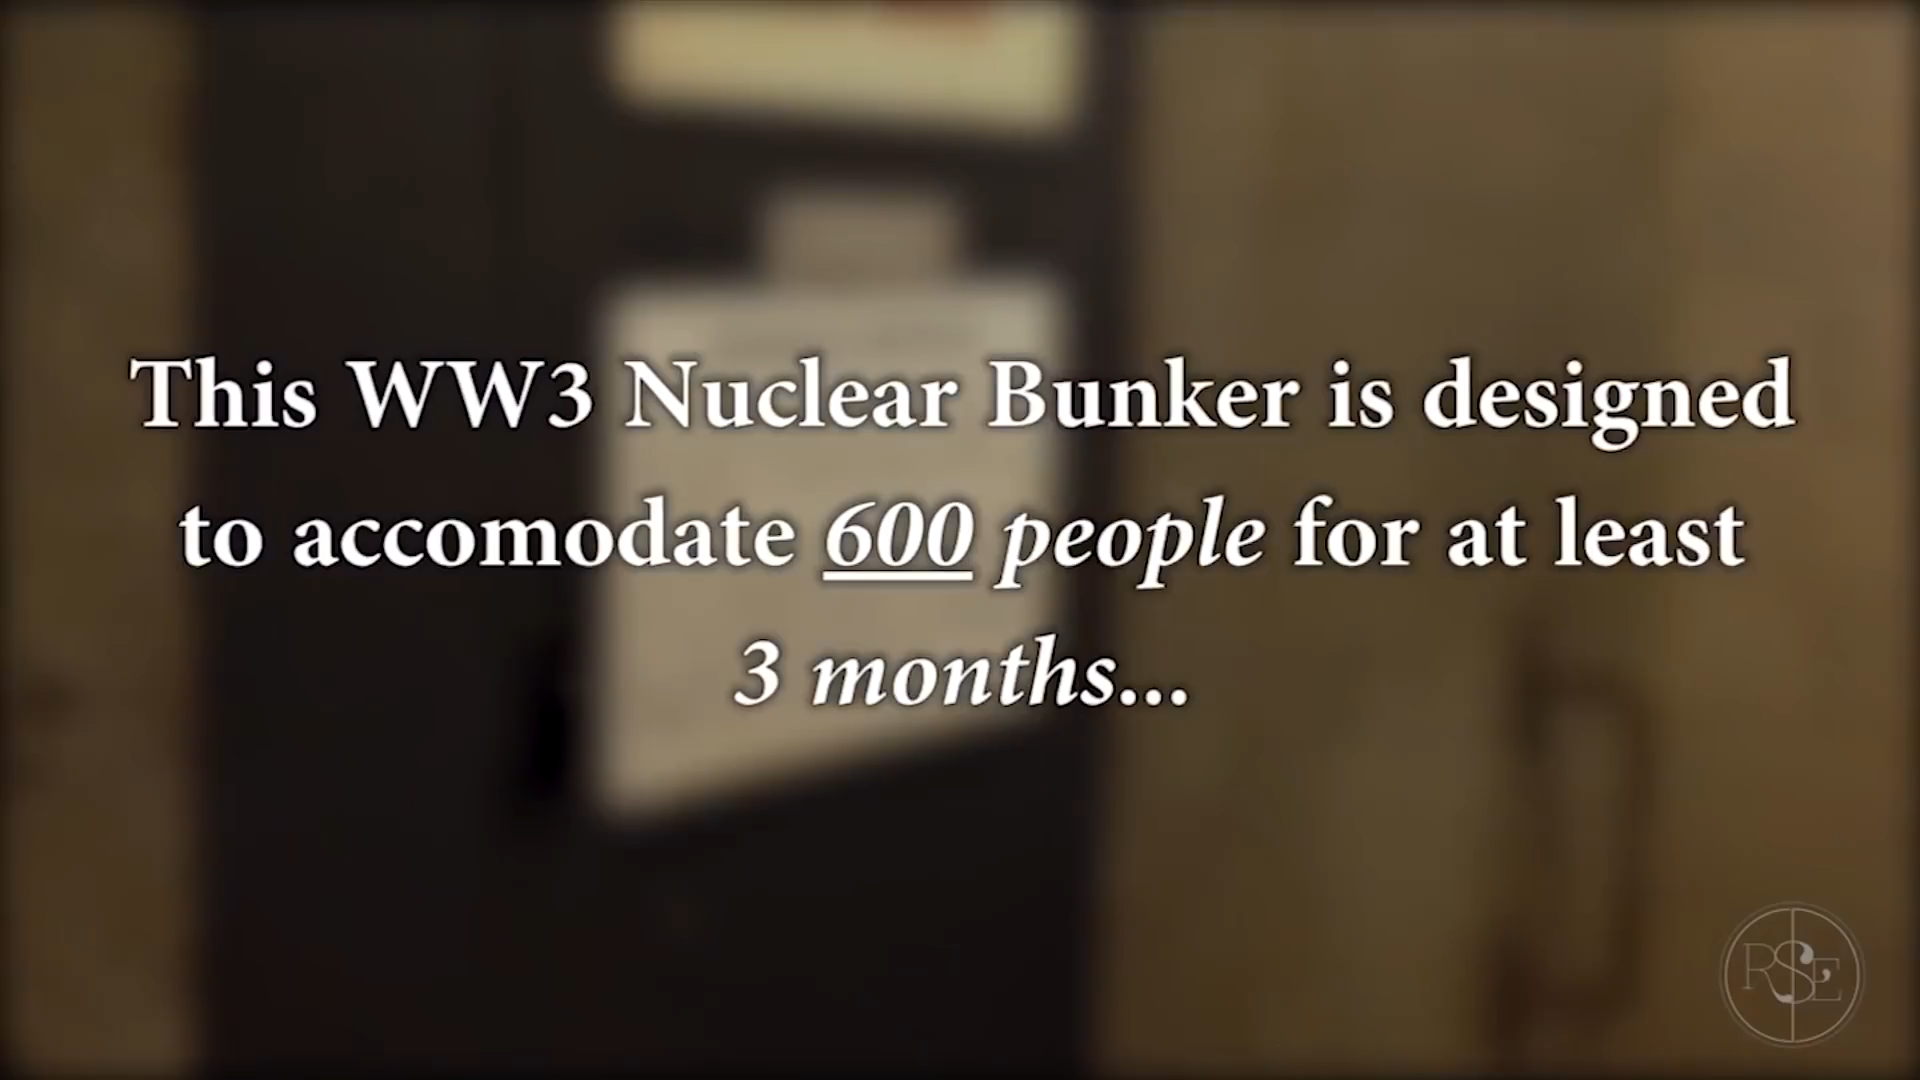 This WW3 Nuclear Bunker is designed
to accomodate 600 people for at least
3 months...
RSE